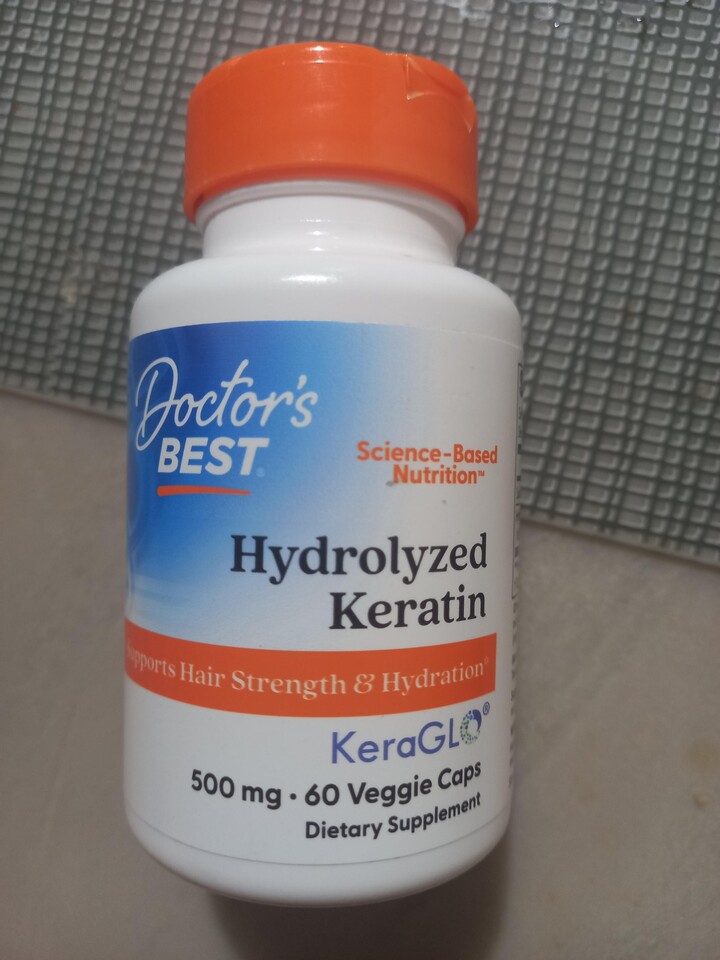 Doctor's
BEST
Science-Based
Nutrition™
Hydrolyzed
Keratin
Supports Hair Strength & Hydration*
KeraGLO®
500 mg • 60 Veggie Caps
Dietary Supplement